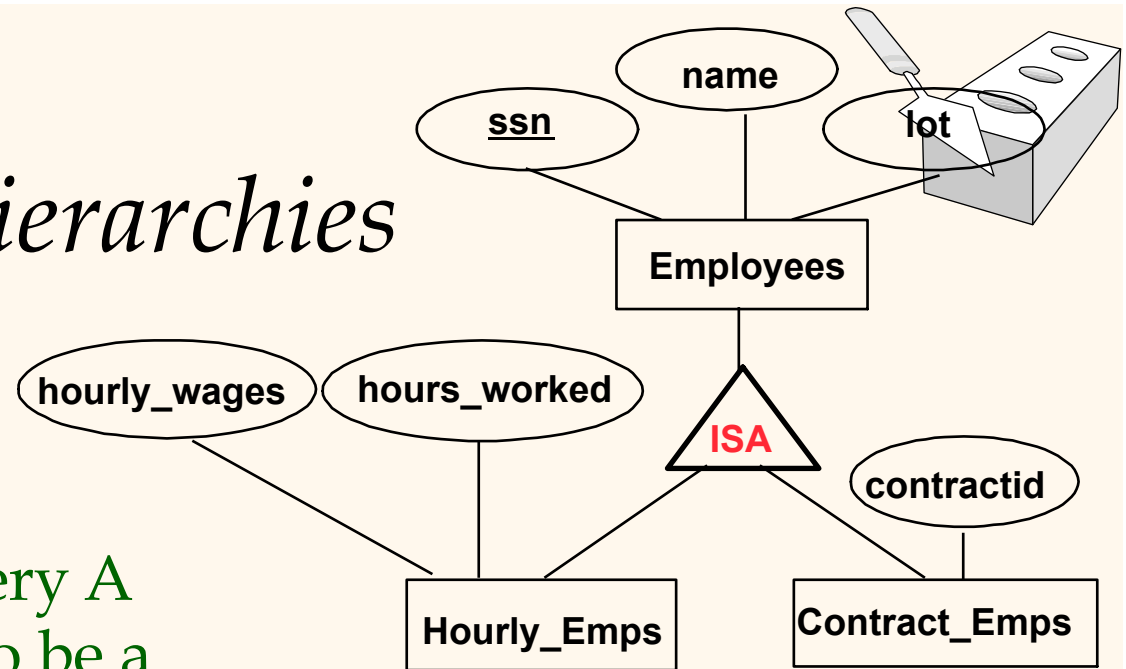 name
ssn
lot
ierarchies
Employees
hourly_wages
hours_worked
ISA
contractid
ery A
o be a
Hourly_Emps
Contract_Emps